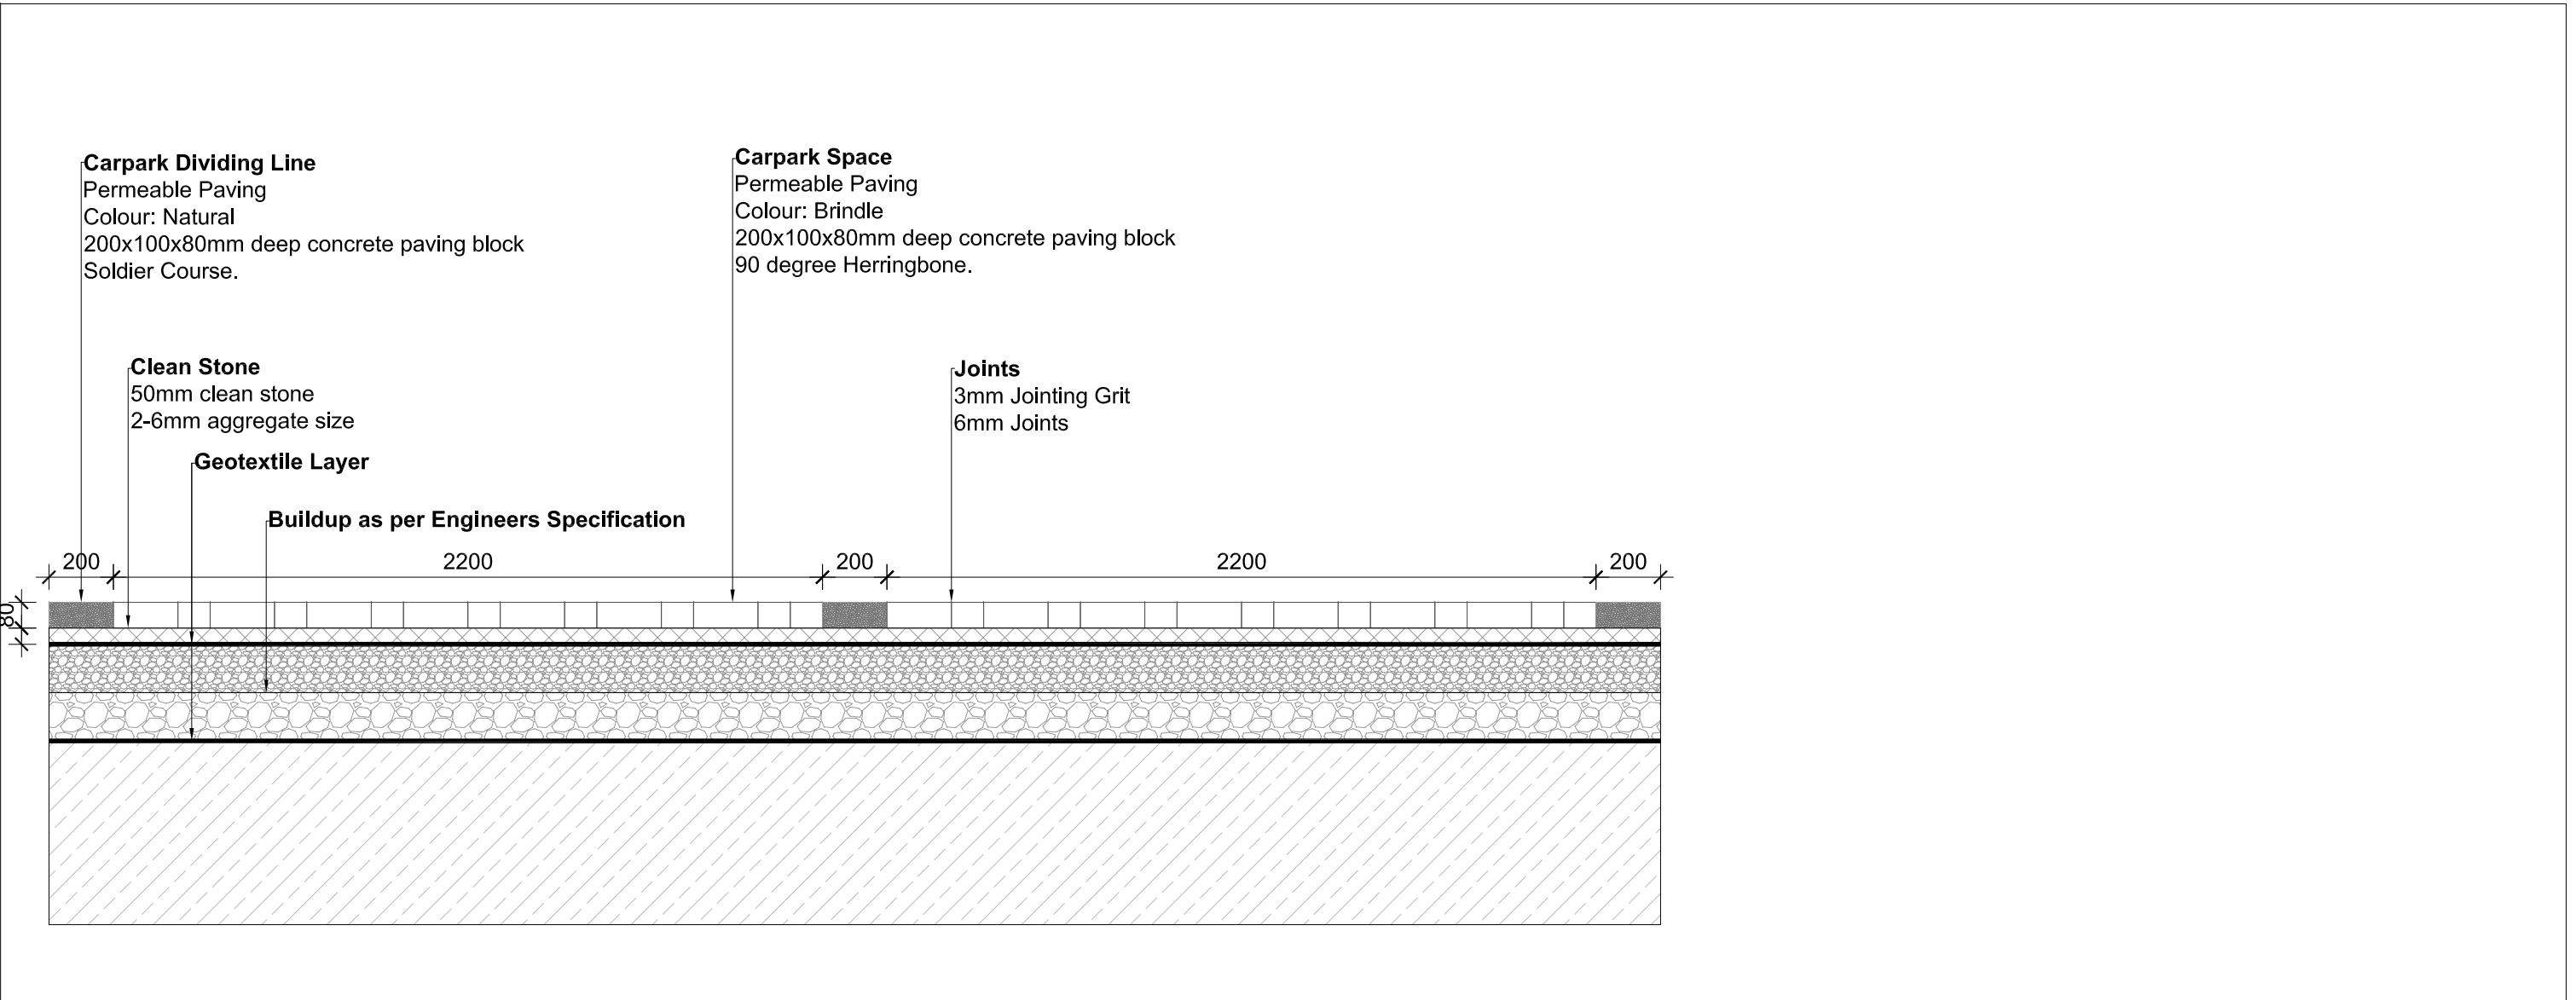 Carpark Dividing Line
Permeable Paving
Colour: Natural
200x100x80mm deep concrete paving block
Soldier Course.
Carpark Space
Permeable Paving
Colour: Brindle
200x100x80mm deep concrete paving block
90 degree Herringbone.
Clean Stone
50mm clean stone
2-6mm aggregate size
Joints
3mm Jointing Grit
6mm Joints
Geotextile Layer
Buildup as per Engineers Specification
200
2200
200
2200
200
80